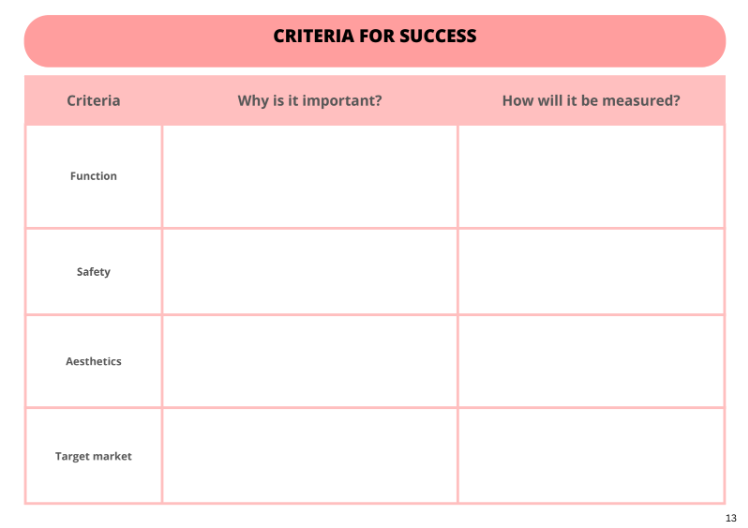 CRITERIA FOR SUCCESS
Criteria
Why is it important?
How will it be measured?
Function
Safety
Aesthetics
Target market
13